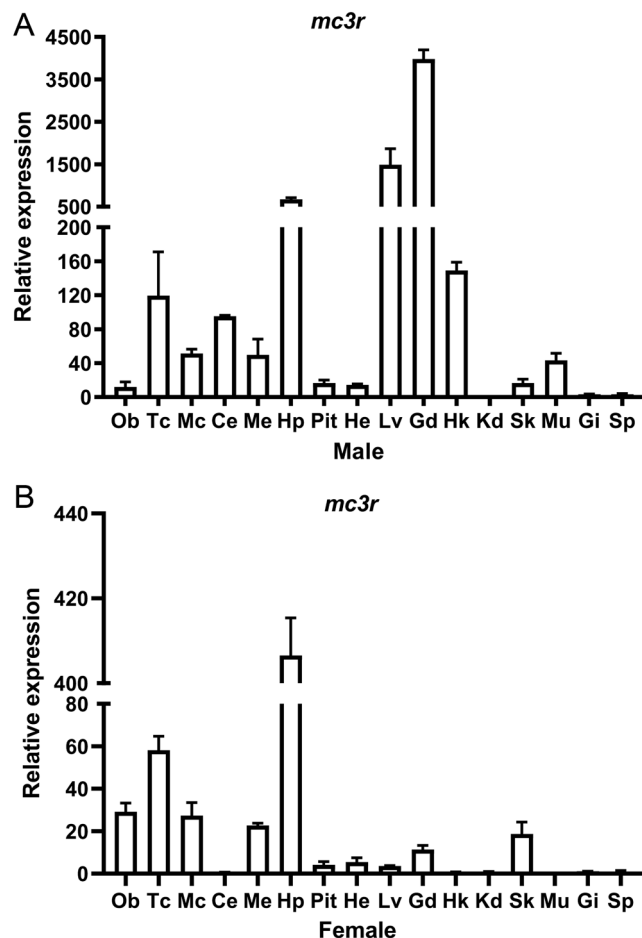 A
mc3r
Relative expression
4500
3500
2500
1500
500
200
160
120
80
40
0
Ob Tc Mc Ce Me Hp Pit He Lv Gd Hk Kd Sk Mu Gi Sp
Male
B
mc3r
Relative expression
440
420
400
80
60
40
20
0
Ob Tc Mc Ce Me Hp Pit He Lv Gd Hk Kd Sk Mu Gi Sp
Female